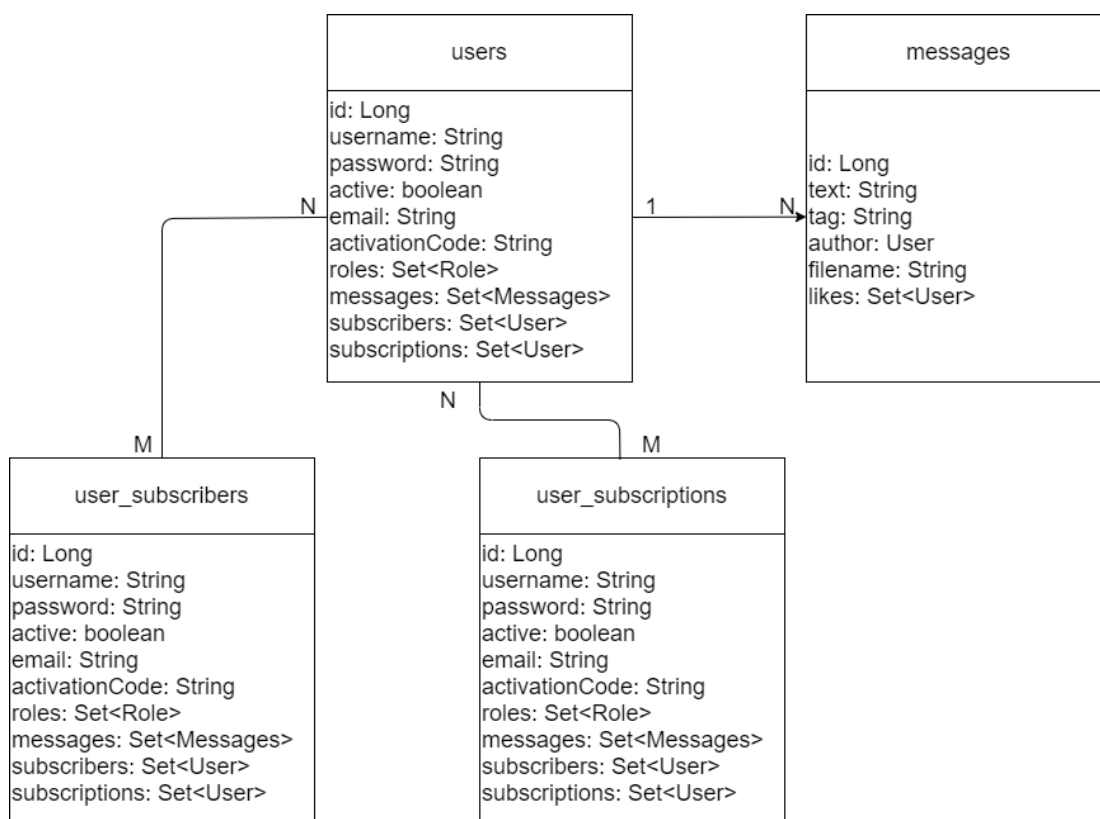 users
id: Long
username: String
password: String
active: boolean
email: String
activationCode: String
roles: Set<Role>
messages: Set<Messages>
subscribers: Set<User>
subscriptions: Set<User>
messages
id: Long
text: String
tag: String
author: User
filename: String
likes: Set<User>
N
1
N
N
M
M
user_subscribers
id: Long
username: String
password: String
active: boolean
email: String
activationCode: String
roles: Set<Role>
messages: Set<Messages>
subscribers: Set<User>
subscriptions: Set<User>
user_subscriptions
id: Long
username: String
password: String
active: boolean
email: String
activationCode: String
roles: Set<Role>
messages: Set<Messages>
subscribers: Set<User>
subscriptions: Set<User>